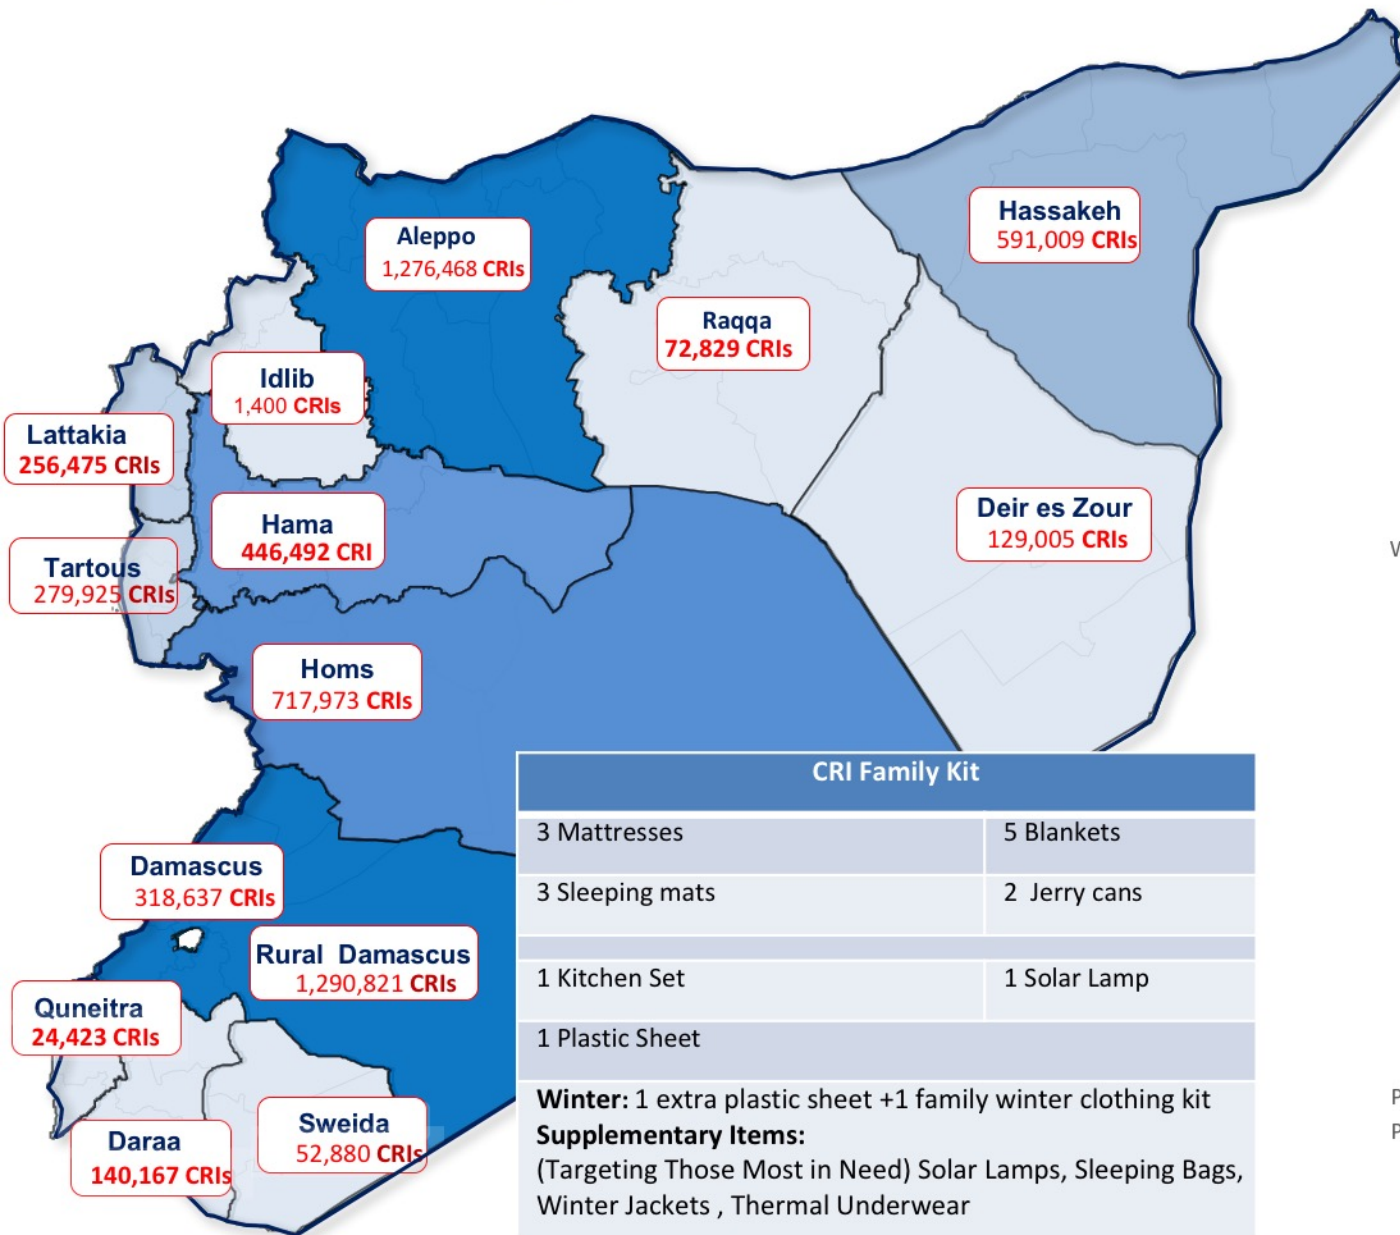 Hassakeh
591,009 CRIs
Aleppo
1,276,468 CRIs
Raqqa
72,829 CRIs
Idlib
1,400 CRIs
Lattakia
256,475 CRIs
Hama
446,492 CRI
Deir es Zour
129,005 CRIs
Tartous
279,925 CRIs
Homs
717,973 CRIs
Damascus
318,637 CRIs
Rural Damascus
1,290,821 CRIs
Quneitra
24,423 CRIs
Daraa
140,167 CRIs
Sweida
52,880 CRIs
CRI Family Kit
3 Mattresses
5 Blankets
3 Sleeping mats
2 Jerry cans
1 Kitchen Set
1 Solar Lamp
1 Plastic Sheet
Winter: 1 extra plastic sheet +1 family winter clothing kit
Supplementary Items:
(Targeting Those Most in Need) Solar Lamps, Sleeping Bags,
Winter Jackets , Thermal Underwear